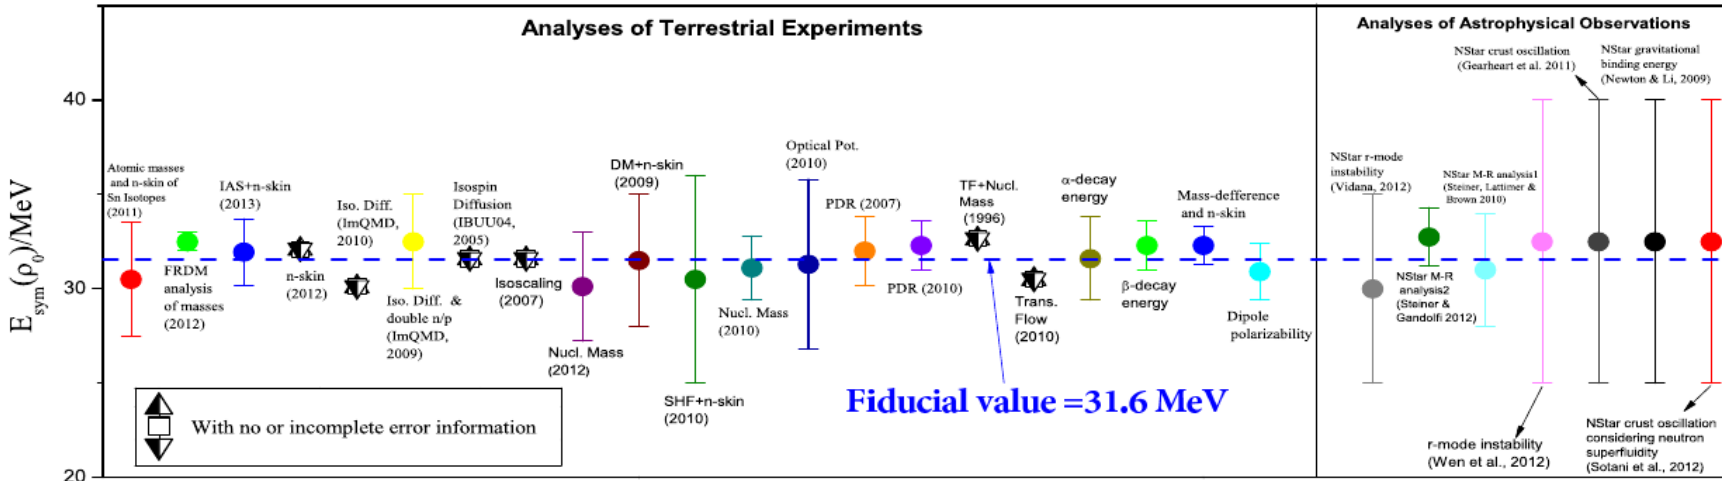 Analyses of Terrestrial Experiments
Analyses of Astrophysical Observations
E_sym(ρ_0)/MeV
40
30
20
Atomic masses
and n-skin of
Sn Isotopes
(2011)
FRDM
analysis
of masses
(2012)
IAS+n-skin
(2013)
n-skin
(2012)
Iso. Diff.
(ImQMD,
2010)
Iso. Diff. &
double n/p
(ImQMD,
2009)
Isospin
Diffusion
(IBUU04,
2005)
Isoscaling
(2007)
Nucl. Mass
(2012)
DM+n-skin
(2009)
SHF+n-skin
(2010)
Nucl. Mass
(2010)
Optical Pot.
(2010)
PDR (2007)
PDR (2010)
TF+Nucl.
Mass
(1996)
Trans.
Flow
(2010)
α-decay
energy
β-decay
energy
Mass-defference
and n-skin
Dipole
polarizability
Fiducial value =31.6 MeV
With no or incomplete error information
NStar r-mode
instability
(Vidana, 2012)
NStar M-R
analysis2
(Steiner &
Gandolfi 2012)
NStar M-R analysis1
(Steiner, Lattimer &
Brown 2010)
r-mode instability
(Wen et al., 2012)
NStar crust oscillation
(Gearheart et al. 2011)
NStar gravitational
binding energy
(Newton & Li, 2009)
NStar crust oscillation
considering neutron
superfluidity
(Sotani et al., 2012)